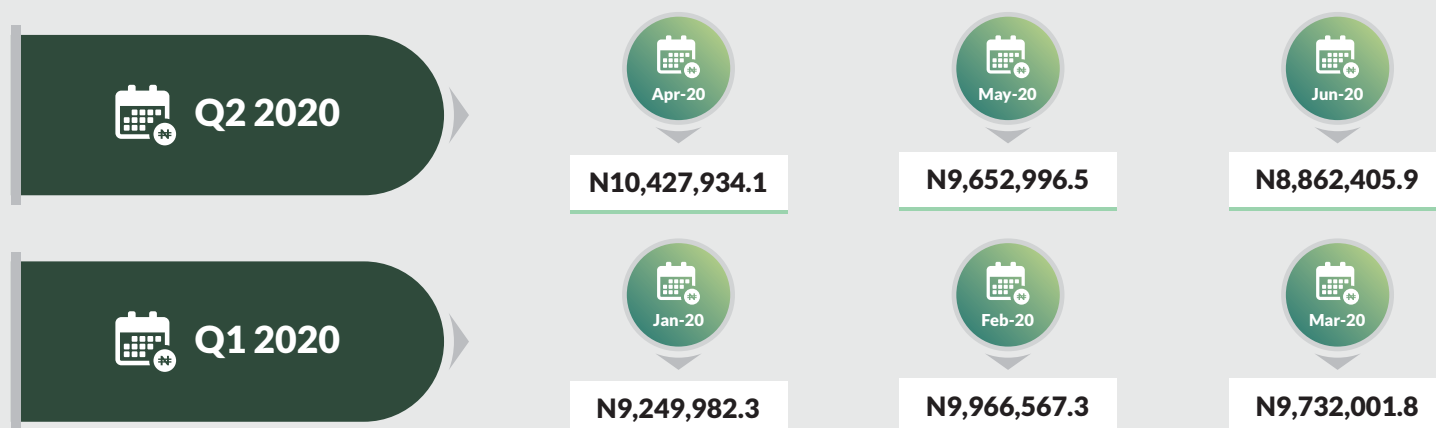 Q2 2020
Apr-20
May-20
Jun-20
N10,427,934.1
N9,652,996.5
N8,862,405.9
Q1 2020
Jan-20
Feb-20
Mar-20
N9,249,982.3
N9,966,567.3
N9,732,001.8